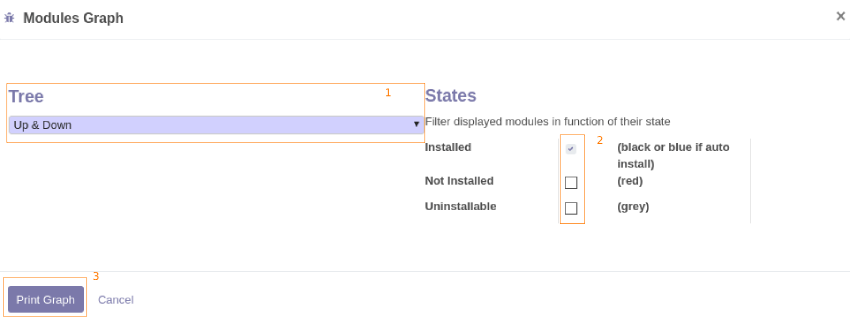 Modules Graph
×
Tree
1
Up & Down
States
Filter displayed modules in function of their state
2
Installed (black or blue if auto
install)
Not Installed (red)
Uninstallable (grey)
3
Print Graph Cancel